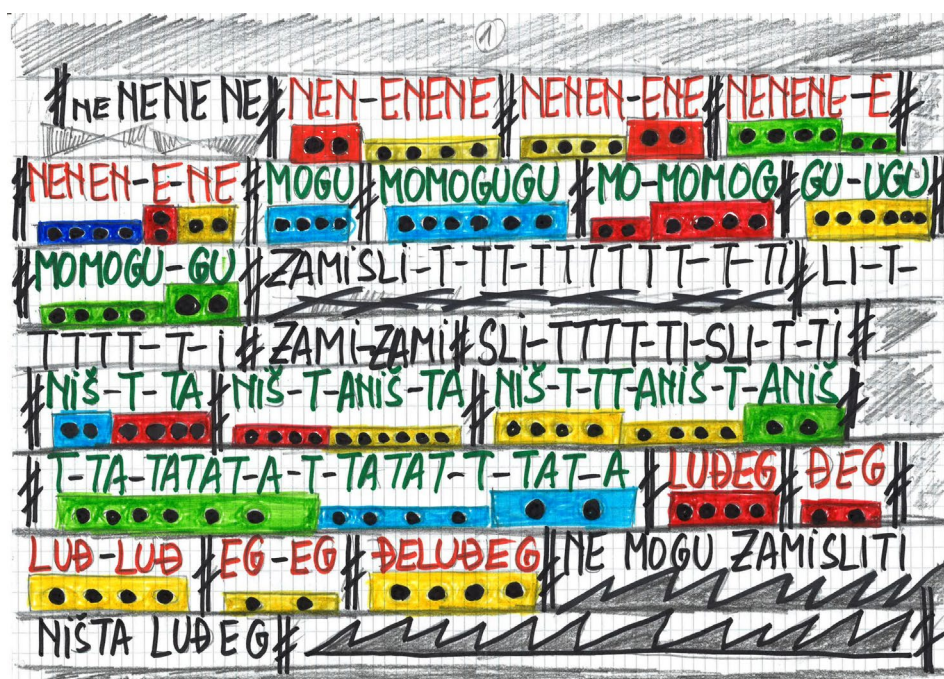 1
# NE NENE NE # NEN-ENENE # NENEN-ENE # NENENE-E #
# NENEN-E-NE # MOGU # MOMOGUGU # MO-MOMOG # GU-UGU #
# MOMOGU-GU # ZAMiSLi-T-TT-TTTTTTT-T-Ti # Li-T-
TTTT-T-i # ZAMi-ZAMi # SLi-TTTT-Ti-SLi-T-Ti #
# NiŠ-T-TA # NiŠ-T-ANiŠ-TA # NiŠ-T-TT-ANiŠ-T-ANiŠ #
# T-TA-TATAT-A-T-TATAT-T-TAT-A # LUĐEG # ĐEG #
LUĐ-LUĐ # EG-EG # ĐELUĐEG # NE MOGU ZAMiSLiTi
NiŠTA LUĐEG # #